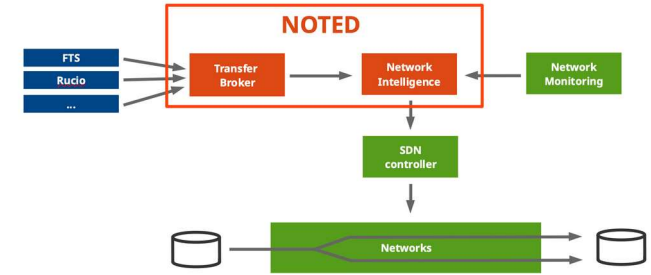 NOTED
FTS
Rucio
...
Transfer
Broker
Network
Intelligence
Network
Monitoring
SDN
controller
Networks